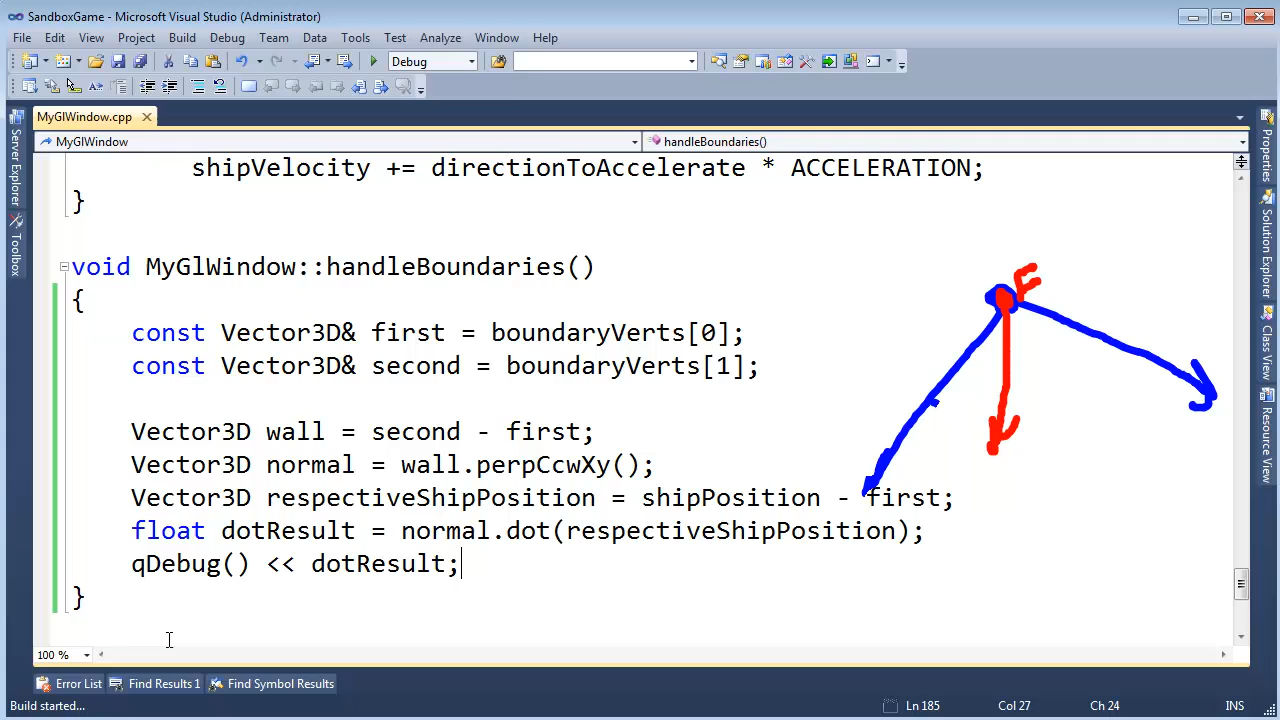 SandboxGame - Microsoft Visual Studio (Administrator)
File Edit View Project Build Debug Team Data Tools Test Analyze Window Help
Debug
MyGlWindow.cpp
MyGlWindow handleBoundaries()
shipVelocity += directionToAccelerate * ACCELERATION;
}
void MyGlWindow::handleBoundaries()
{
const Vector3D& first = boundaryVerts[0];
const Vector3D& second = boundaryVerts[1];
Vector3D wall = second - first;
Vector3D normal = wall.perpCcwXy();
Vector3D respectiveShipPosition = shipPosition - first;
float dotResult = normal.dot(respectiveShipPosition);
qDebug() << dotResult;
}
F
Server Explorer
Toolbox
Properties
Solution Explorer
Class View
Resource View
100 %
Error List Find Results 1 Find Symbol Results
Build started... Ln 185 Col 27 Ch 24 INS